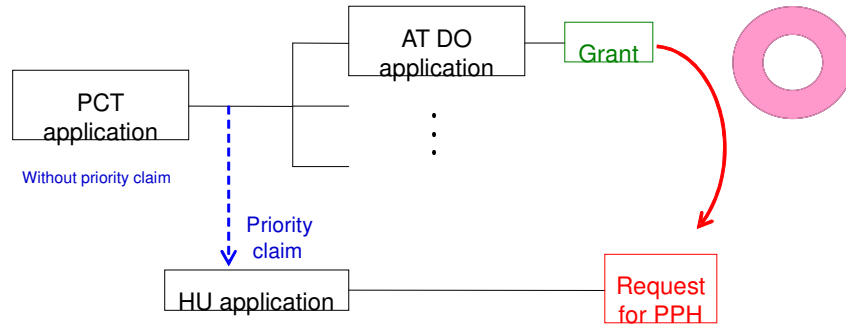 AT DO
application
Grant
PCT
application
Without priority claim
Priority
claim
HU application
Request
for PPH